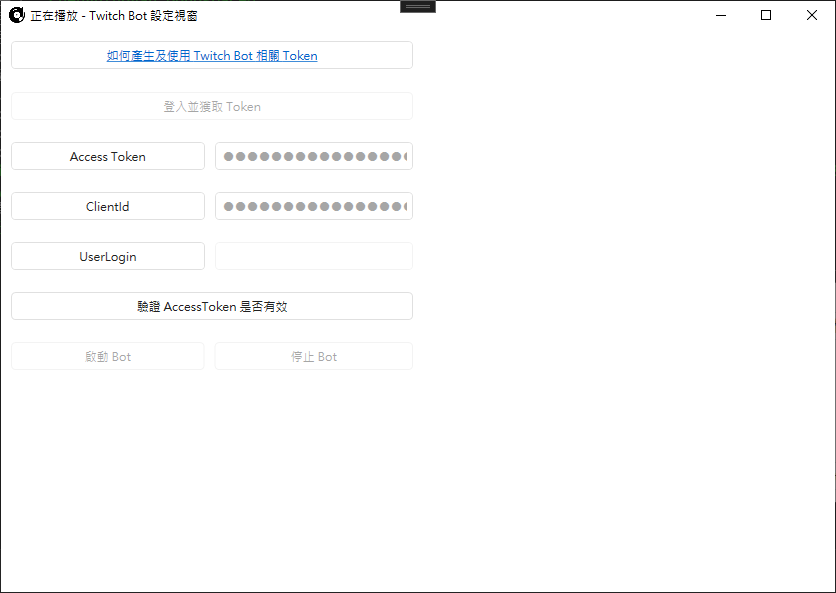 正在播放 - Twitch Bot 設定視窗
如何產生及使用 Twitch Bot 相關 Token
登入並獲取 Token
Access Token
ClientId
UserLogin
驗證 AccessToken 是否有效
啟動 Bot 停止 Bot